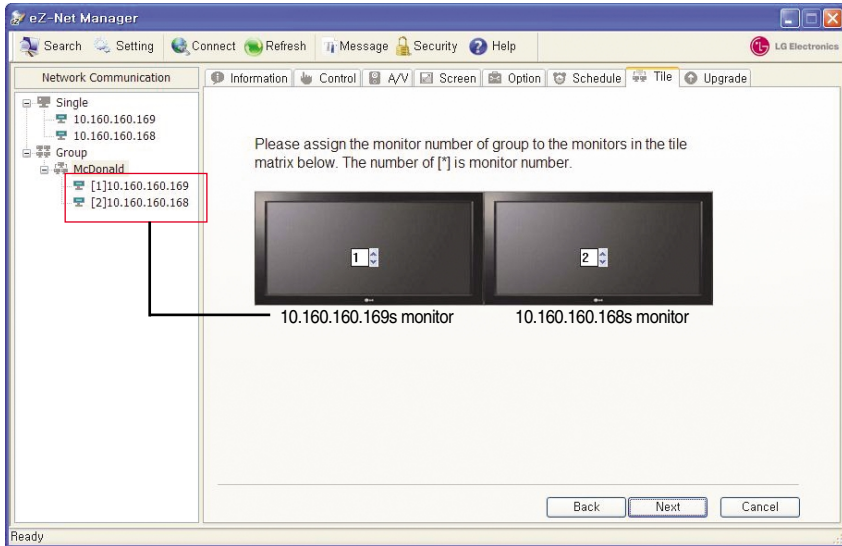 eZ-Net Manager
Search Setting Connect Refresh Message Security Help LG LG Electronics
Network Communication
Information Control A/V Screen Option Schedule Tile Upgrade
Single
10.160.160.169
10.160.160.168
Group
McDonald
[1]10.160.160.169
[2]10.160.160.168
Please assign the monitor number of group to the monitors in the tile
matrix below. The number of [*] is monitor number.
1 2
10.160.160.169s monitor 10.160.160.168s monitor
Back Next Cancel
Ready